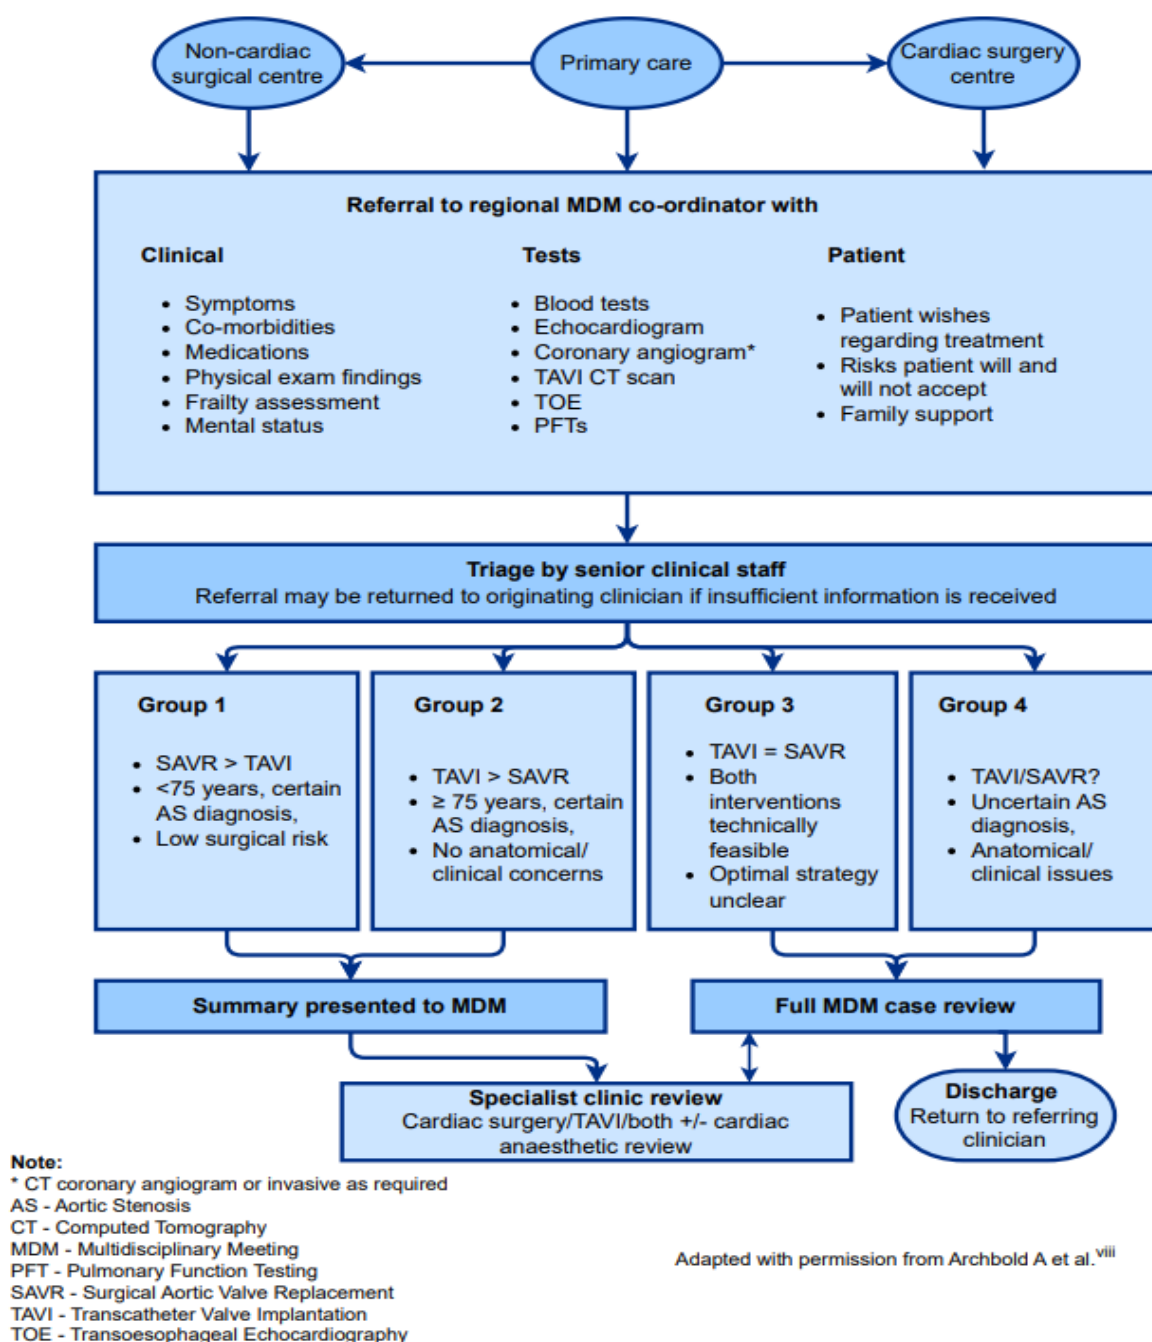 Non-cardiac
surgical centre
Primary care
Cardiac surgery
centre
Referral to regional MDM co-ordinator with
Clinical
• Symptoms
• Co-morbidities
• Medications
• Physical exam findings
• Frailty assessment
• Mental status
Tests
• Blood tests
• Echocardiogram
• Coronary angiogram*
• TAVI CT scan
• TOE
• PFTs
Patient
• Patient wishes
regarding treatment
• Risks patient will and
will not accept
• Family support
Triage by senior clinical staff
Referral may be returned to originating clinician if insufficient information is received
Group 1
• SAVR > TAVI
• <75 years, certain
AS diagnosis,
• Low surgical risk
Group 2
• TAVI > SAVR
• ≥ 75 years, certain
AS diagnosis,
• No anatomical/
clinical concerns
Group 3
• TAVI = SAVR
• Both
interventions
technically
feasible
• Optimal strategy
unclear
Group 4
• TAVI/SAVR?
• Uncertain AS
diagnosis,
• Anatomical/
clinical issues
Summary presented to MDM
Full MDM case review
Specialist clinic review
Cardiac surgery/TAVI/both +/- cardiac
anaesthetic review
Discharge
Return to referring
clinician
Note:
* CT coronary angiogram or invasive as required
AS - Aortic Stenosis
CT - Computed Tomography
MDM - Multidisciplinary Meeting
PFT - Pulmonary Function Testing
SAVR - Surgical Aortic Valve Replacement
TAVI - Transcatheter Valve Implantation
TOE - Transoesophageal Echocardiography
Adapted with permission from Archbold A et al.viii